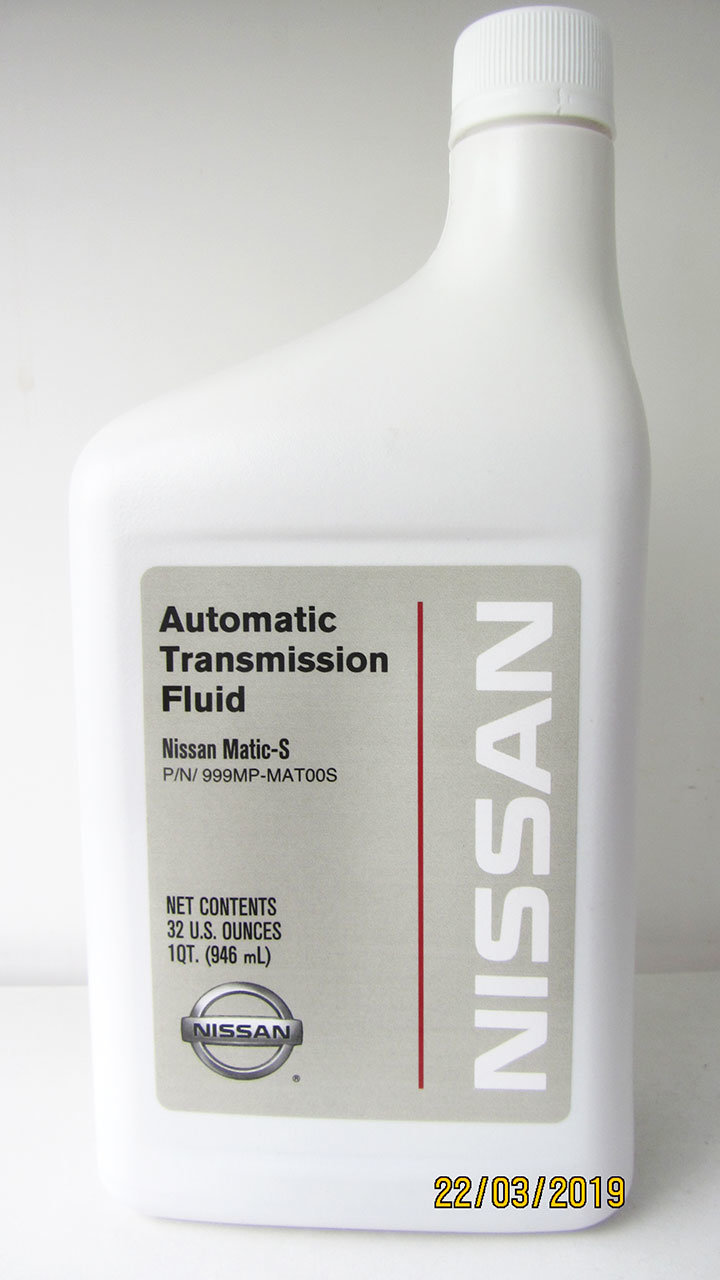 Automatic
Transmission
Fluid
Nissan Matic-S
P/N/ 999MP-MAT00S
NET CONTENTS
32 U.S. OUNCES
1QT. (946 mL)
NISSAN
®
NISSAN
22/03/2019